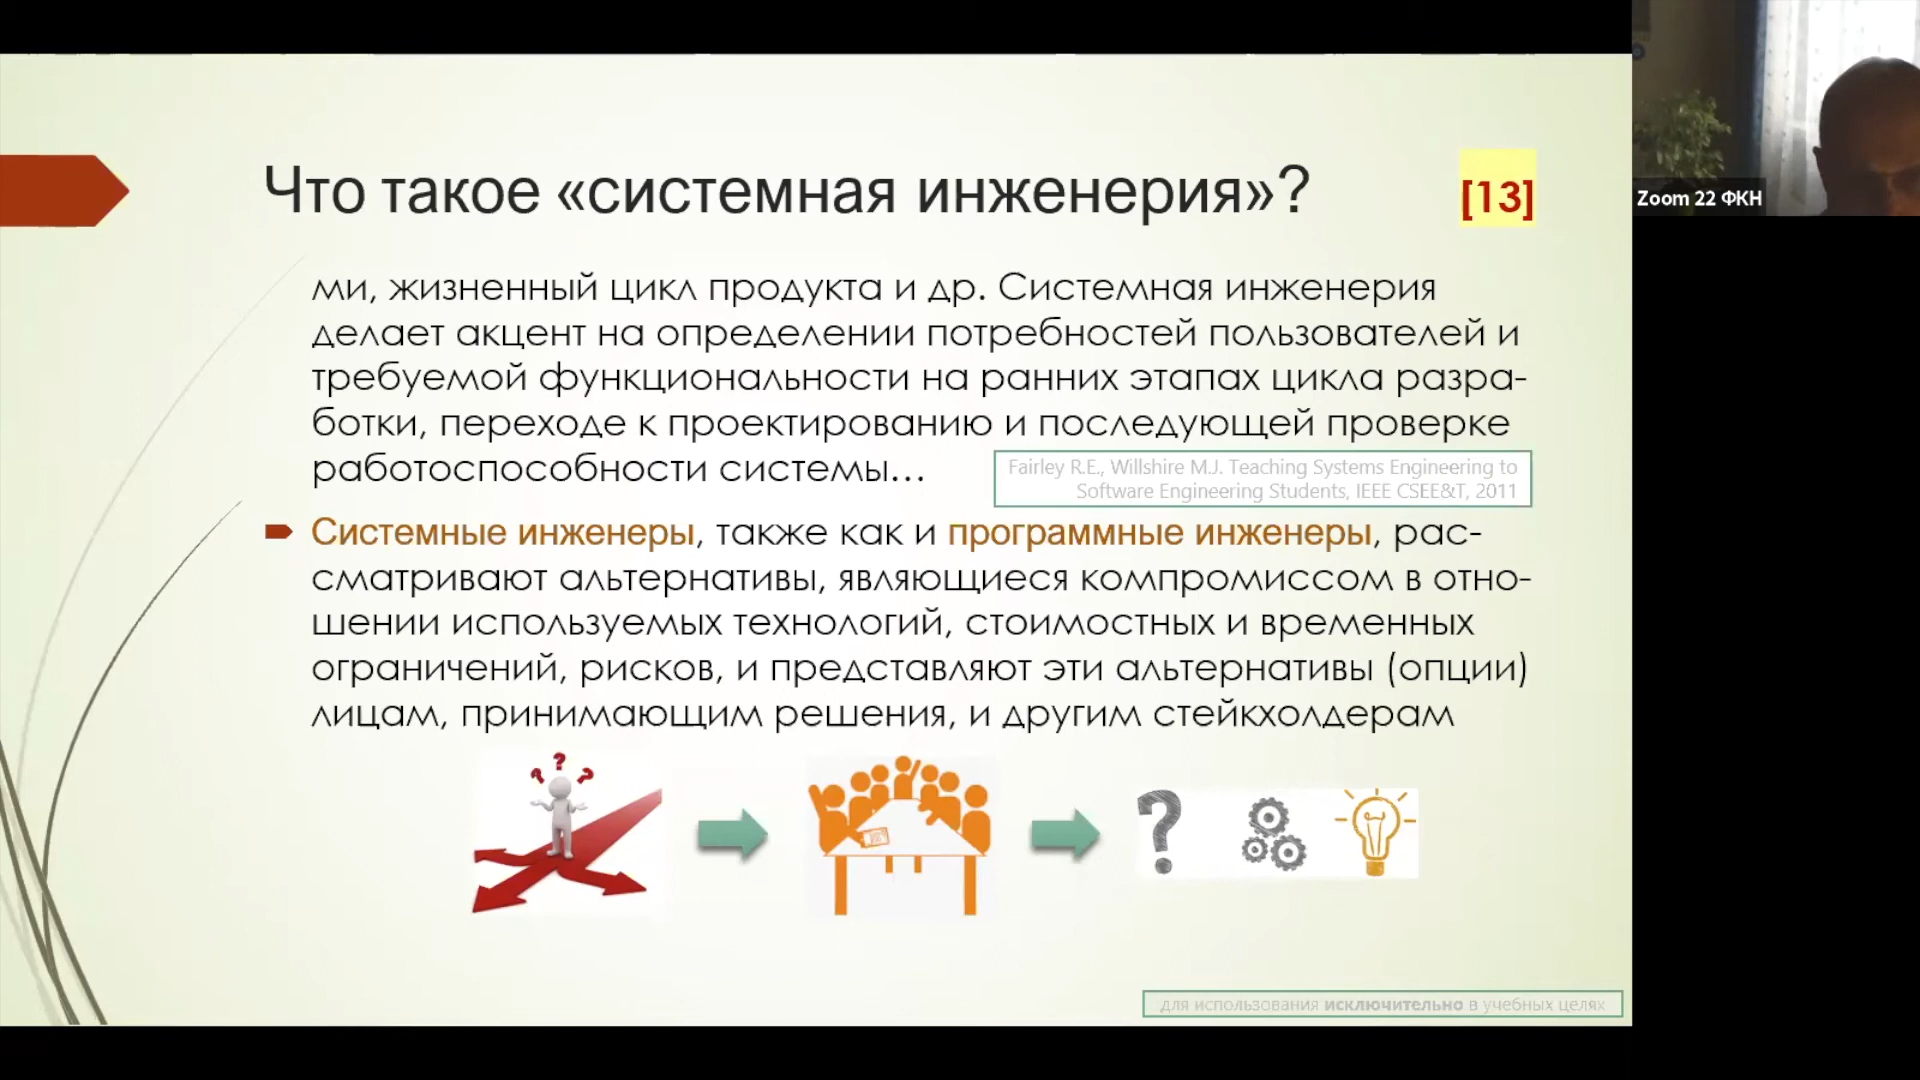 Что такое «системная инженерия»?
[13]
ми, жизненный цикл продукта и др. Системная инженерия
делает акцент на определении потребностей пользователей и
требуемой функциональности на ранних этапах цикла разра-
ботки, переходе к проектированию и последующей проверке
работоспособности системы...
Fairley R.E., Willshire M.J. Teaching Systems Engineering to
Software Engineering Students, IEEE CSEE&T, 2011
Системные инженеры, также как и программные инженеры, рас-
сматривают альтернативы, являющиеся компромиссом в отно-
шении используемых технологий, стоимостных и временных
ограничений, рисков, и представляют эти альтернативы (опции)
лицам, принимающим решения, и другим стейкхолдерам
? ? ?
?
для использования исключительно в учебных целях
Zoom 22 ФКН